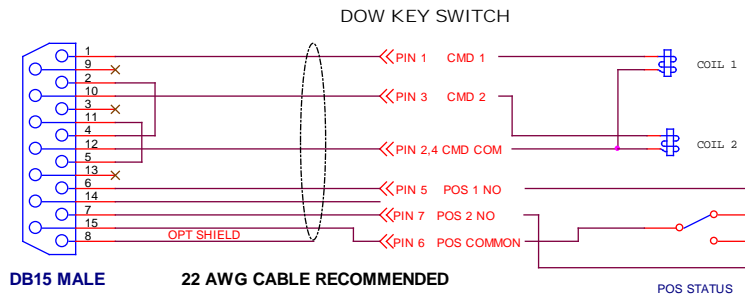 DOW KEY SWITCH
1
9
2
10
3
11
4
12
5
13
6
14
7
15
8
PIN 1 CMD 1
PIN 3 CMD 2
PIN 2,4 CMD COM
PIN 5 POS 1 NO
PIN 7 POS 2 NO
PIN 6 POS COMMON
OPT SHIELD
COIL 1
COIL 2
DB15 MALE
22 AWG CABLE RECOMMENDED
POS STATUS